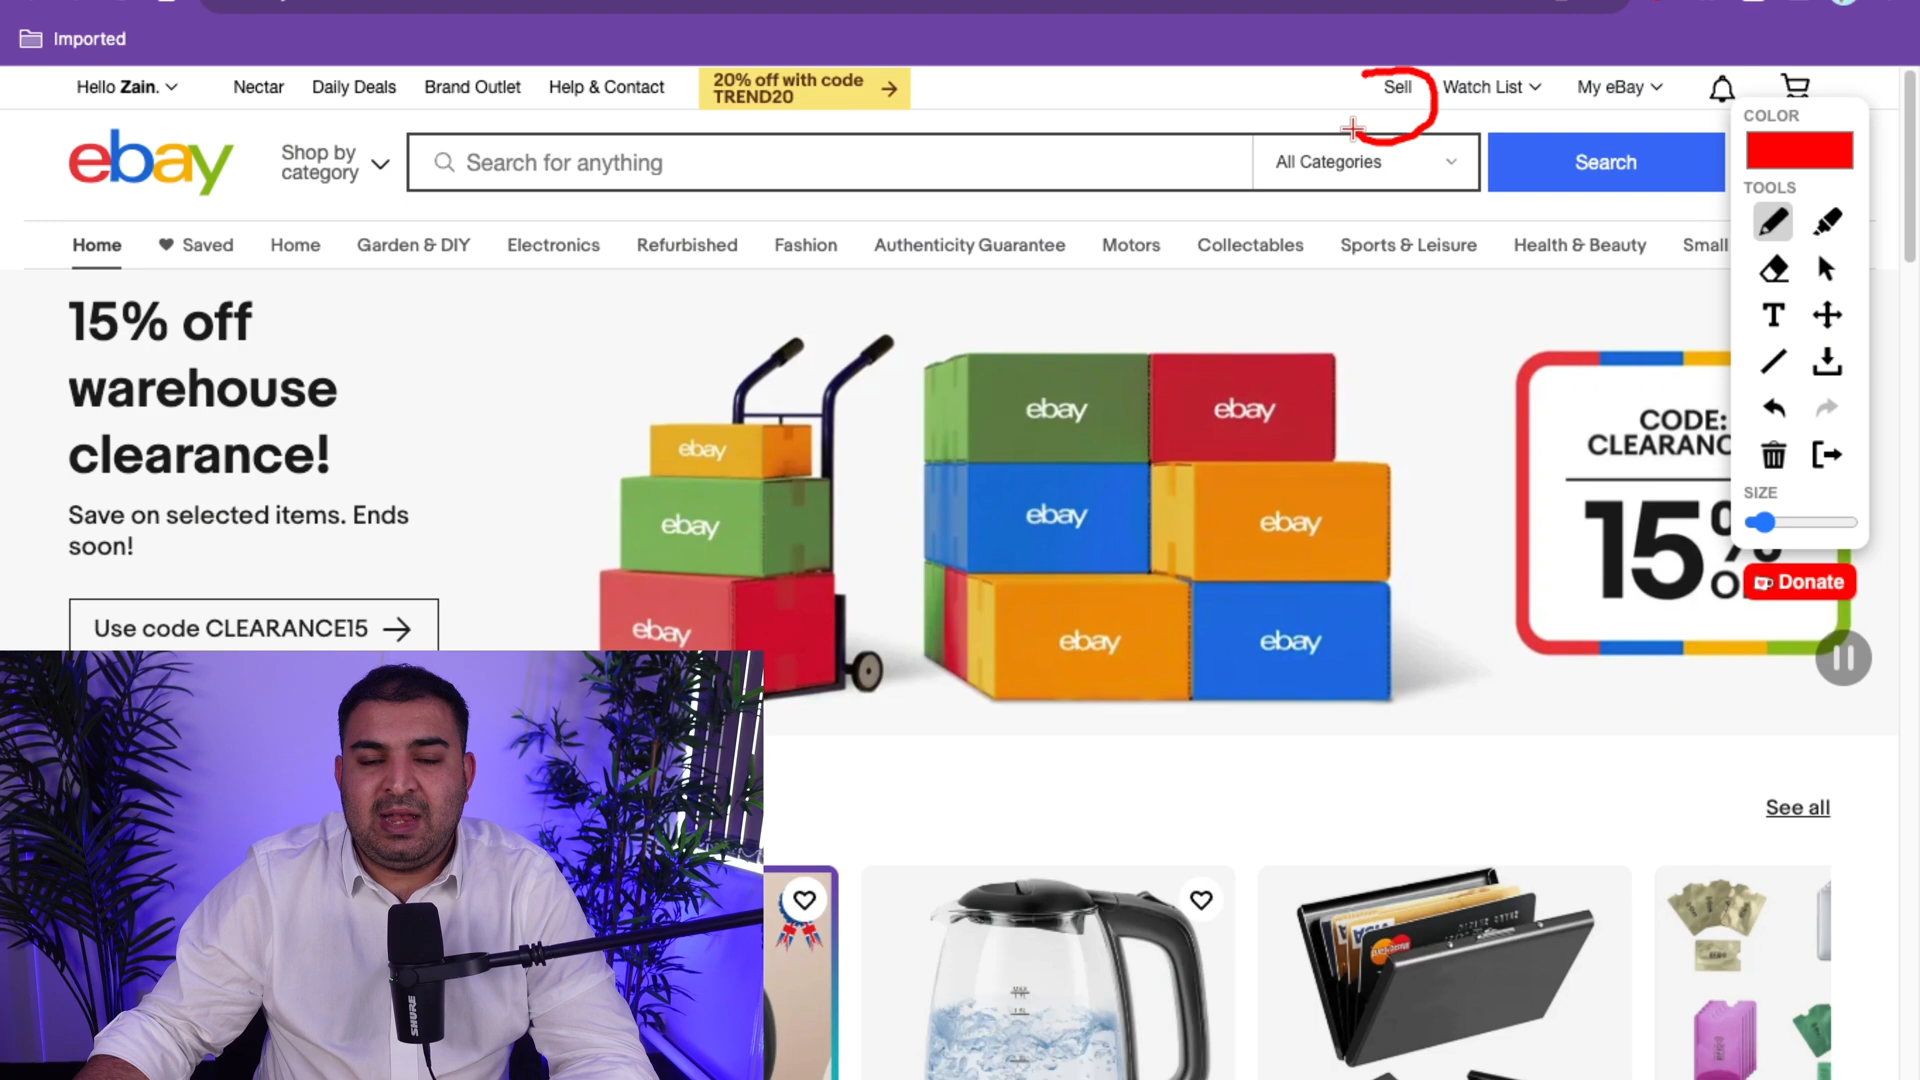 Imported
Hello Zain.
Nectar
Daily Deals
Brand Outlet
Help & Contact
20% off with code
TREND20
Sell
Watch List
My eBay
COLOR
ebay
Shop by
category
Search for anything
All Categories
Search
TOOLS
Home
Saved
Home
Garden & DIY
Electronics
Refurbished
Fashion
Authenticity Guarantee
Motors
Collectables
Sports & Leisure
Health & Beauty
Small
15% off
warehouse
clearance!
Save on selected items. Ends
soon!
Use code CLEARANCE15
ebay
ebay
ebay
ebay
ebay
ebay
ebay
ebay
ebay
CODE:
CLEARANC
15%
SIZE
Donate
See all
SHURE